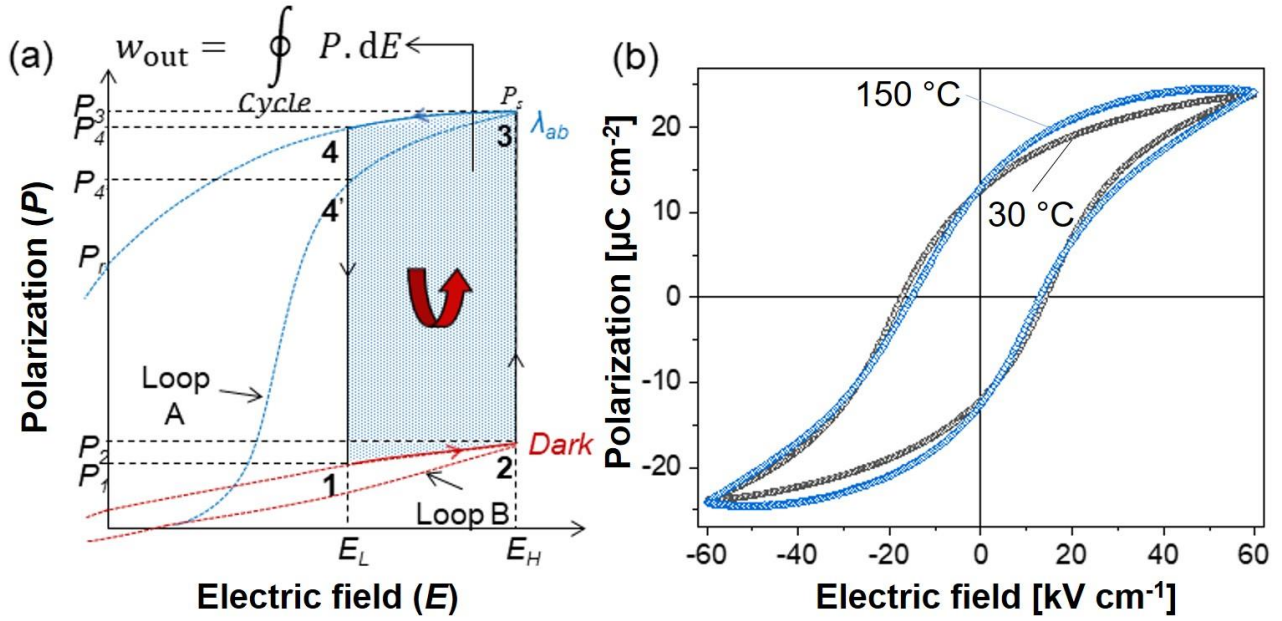 (a) w_out = ∮ P.dE
Cycle
P_3
P_4
P_4'
P_r
P_2
P_1
P_s
λ_ab
4
3
4'
Loop
A
Dark
1
2
Loop B
E_L
E_H
Polarization (P)
Electric field (E)
(b)
150 °C
30 °C
20
10
0
-10
-20
-60
-40
-20
0
20
40
60
Polarization [µC cm-2]
Electric field [kV cm-1]